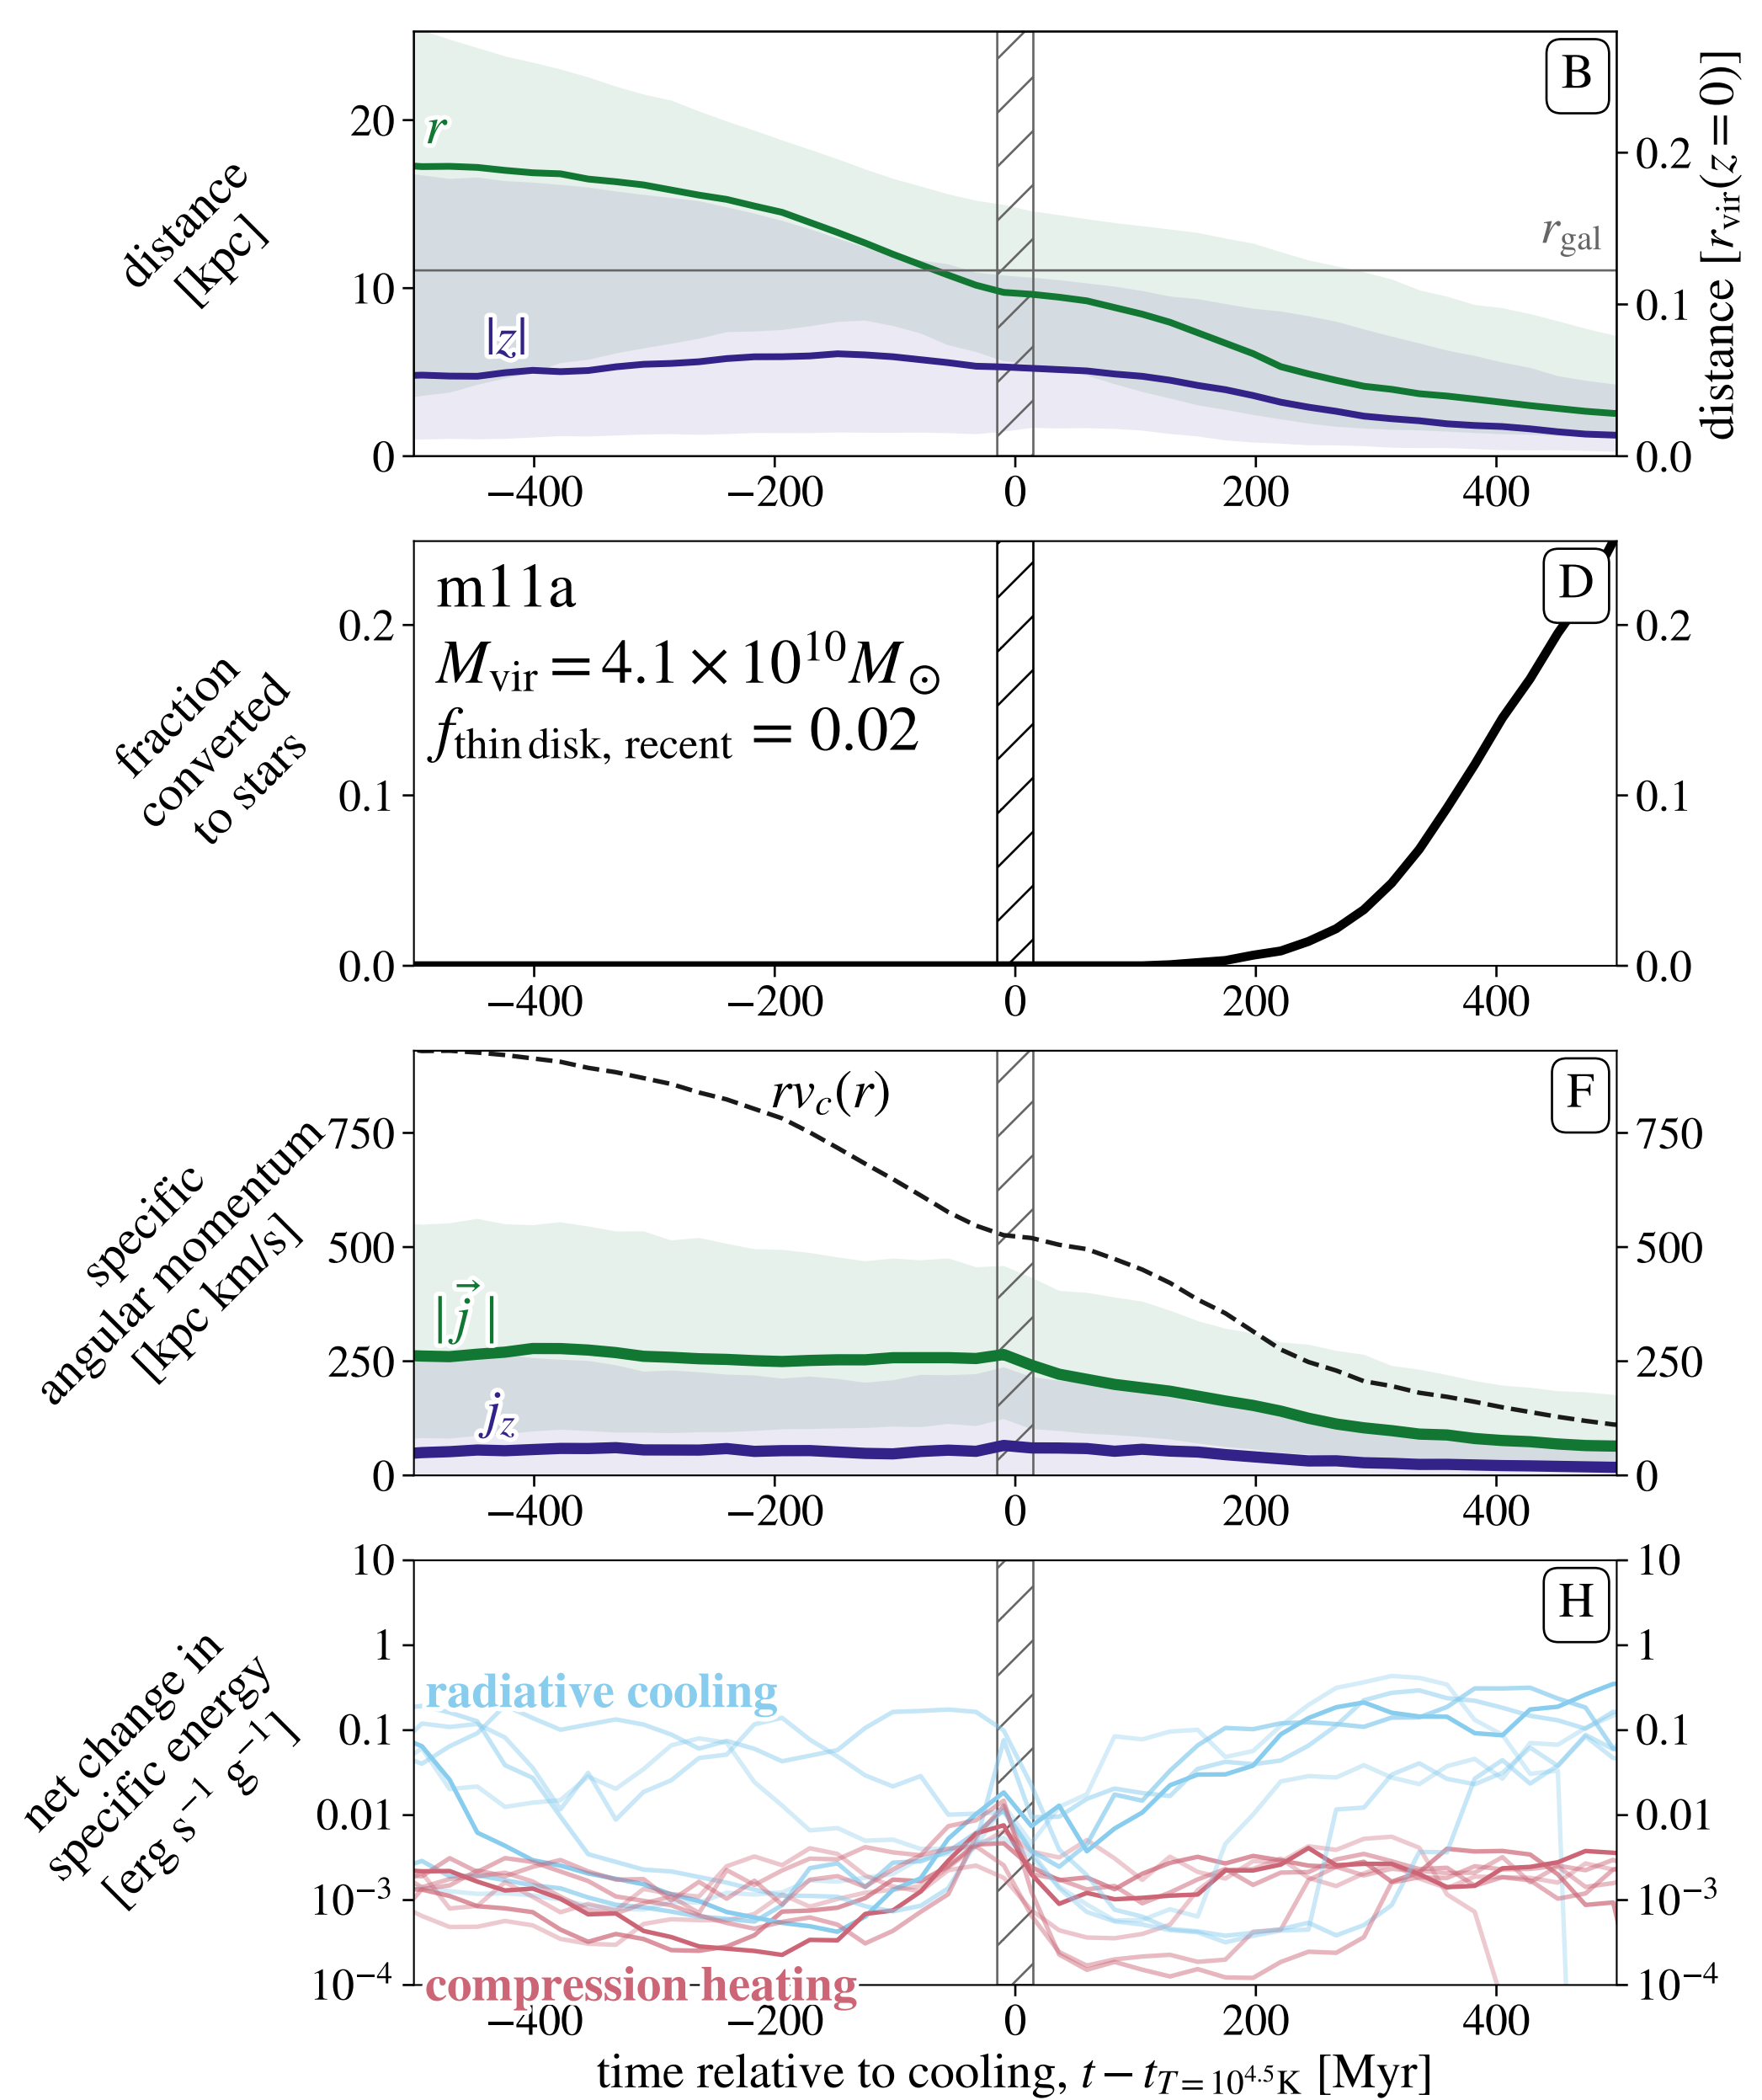 B
distance
[kpc]
20
10
0
r
|z|
r_gal
0.2
0.1
0.0
distance [r_vir(z=0)]
−400 −200 0 200 400
D
fraction
converted
to stars
0.2
0.1
0.0
m11a
M_vir = 4.1 × 10^10 M_⊙
f_thin disk, recent = 0.02
0.2
0.1
0.0
−400 −200 0 200 400
F
specific
angular momentum
[kpc km/s]
750
500
250
0
rv_c(r)
|j⃗|
j_z
750
500
250
0
−400 −200 0 200 400
H
net change in
specific energy
[erg s^−1 g^−1]
10
1
0.1
0.01
10^−3
10^−4
radiative cooling
compression heating
10
1
0.1
0.01
10^−3
10^−4
−400 −200 0 200 400
time relative to cooling, t − t_T=10^4.5K [Myr]